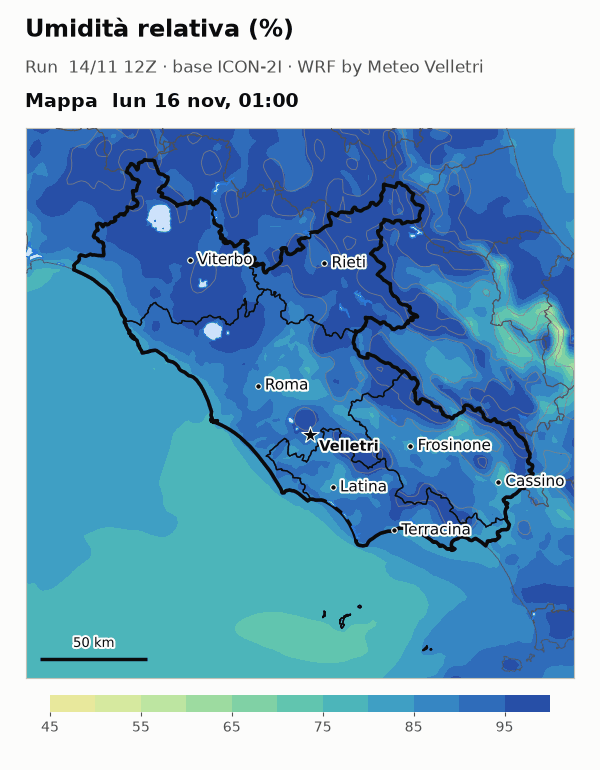 Umidità relativa (%)
Run  14/11 12Z · base ICON-2I · WRF by Meteo Velletri
Mappa  lun 16 nov, 01:00
Viterbo
Rieti
Roma
Velletri
Frosinone
Cassino
Latina
Terracina
50 km
45 55 65 75 85 95